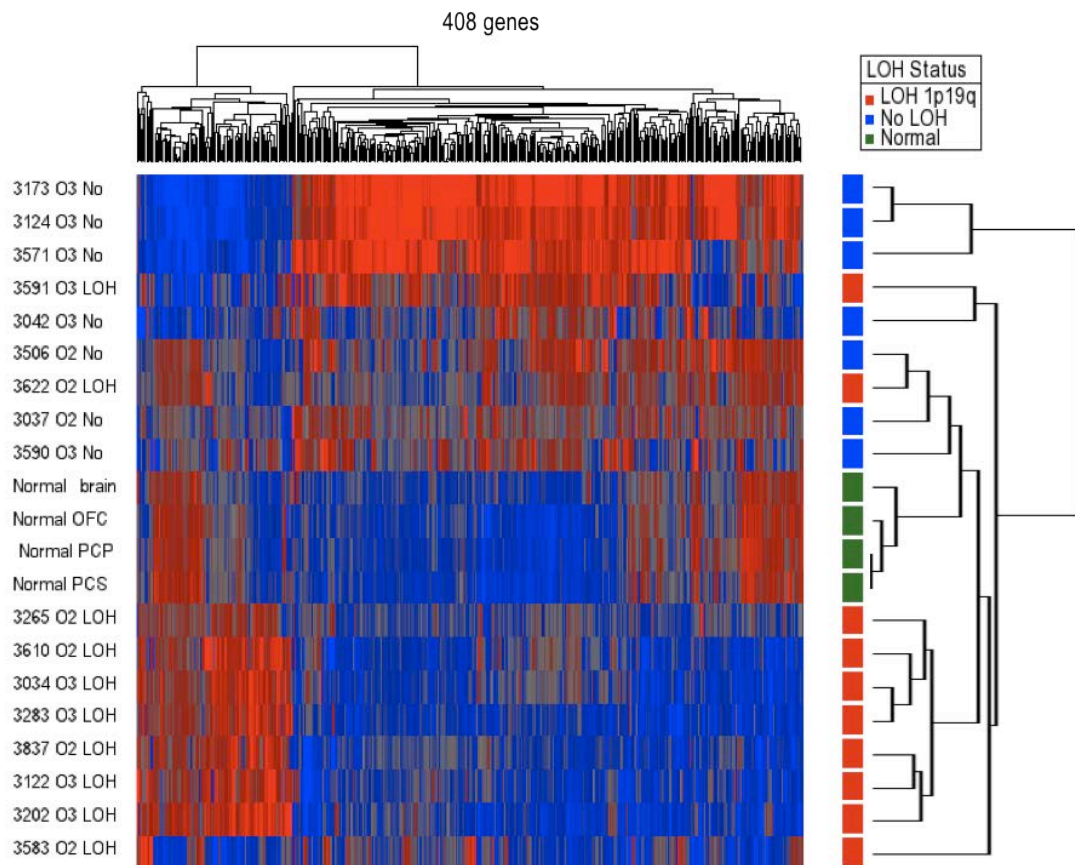 408 genes
LOH Status
LOH 1p19q
No LOH
Normal
3173 O3 No
3124 O3 No
3571 O3 No
3591 O3 LOH
3042 O3 No
3506 O2 No
3622 O2 LOH
3037 O2 No
3590 O3 No
Normal brain
Normal OFC
Normal PCP
Normal PCS
3265 O2 LOH
3610 O2 LOH
3034 O3 LOH
3283 O3 LOH
3837 O2 LOH
3122 O3 LOH
3202 O3 LOH
3583 O2 LOH